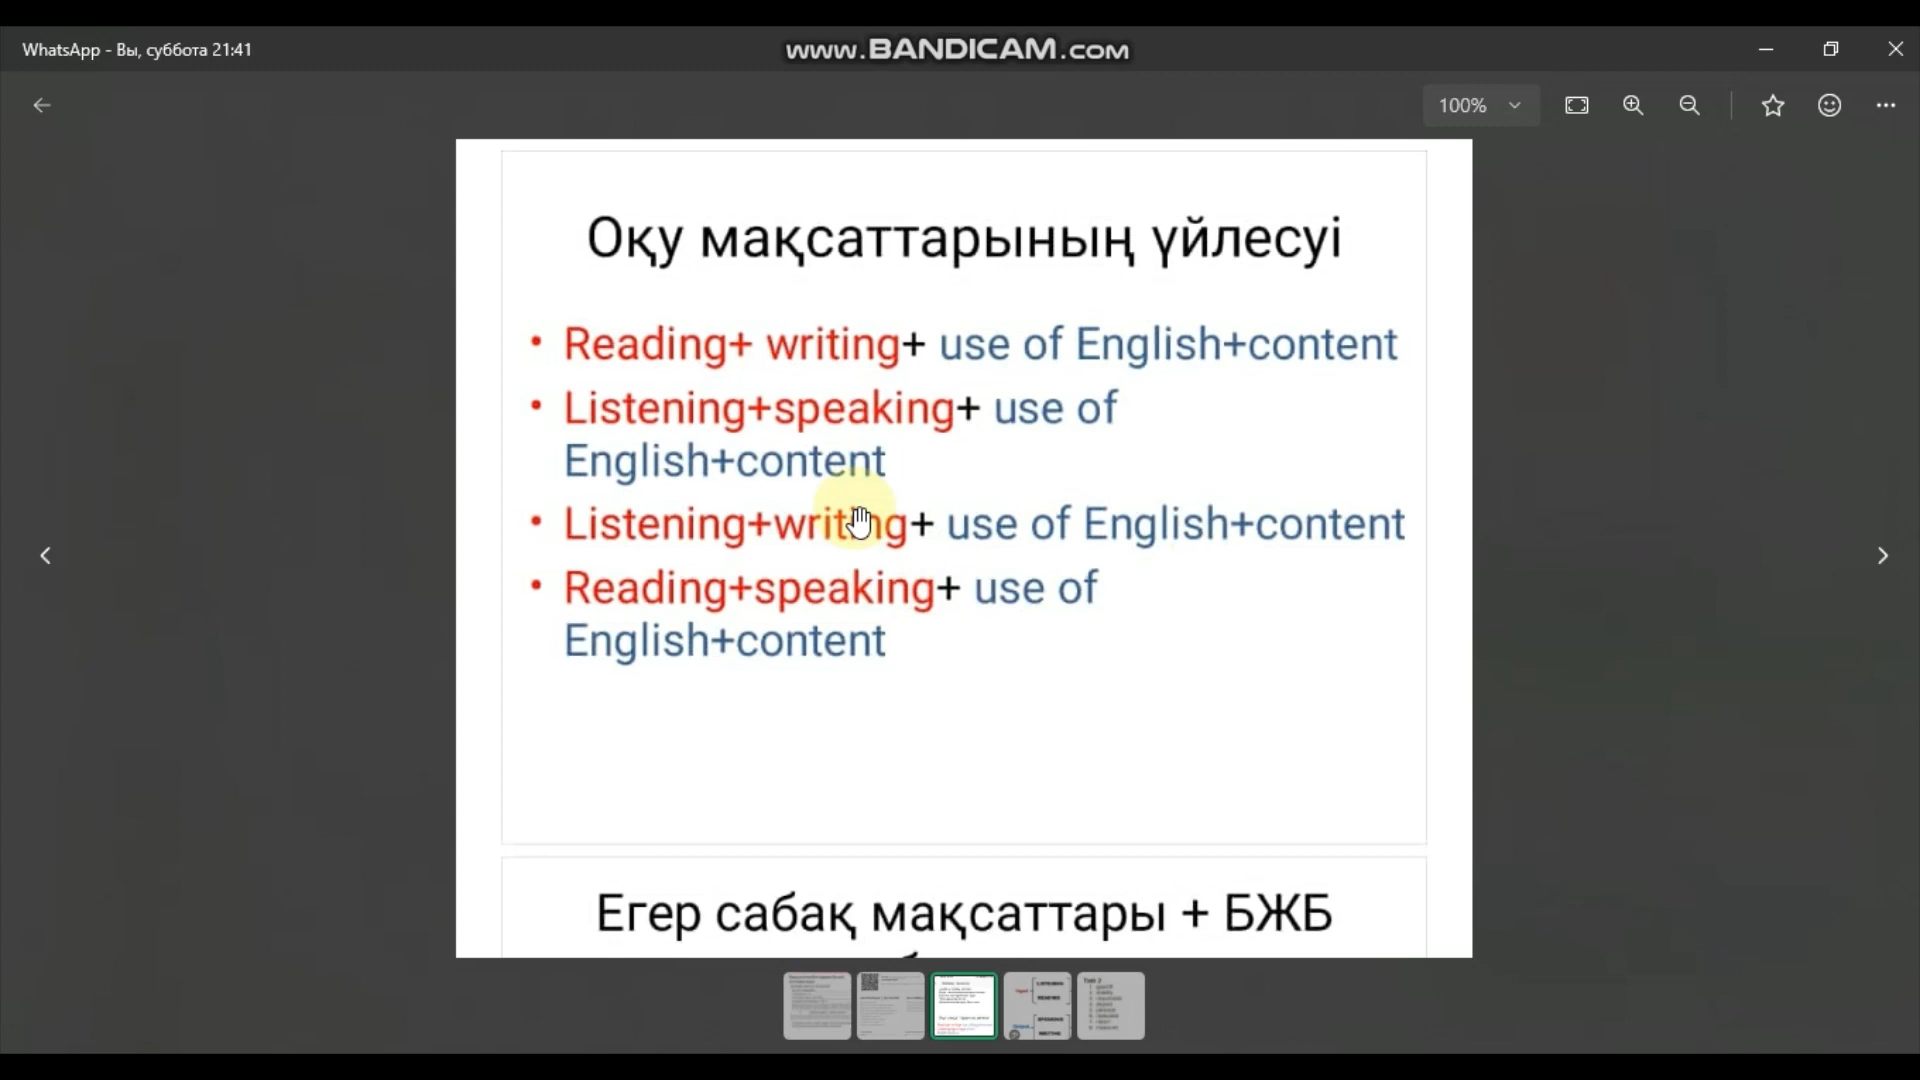 WhatsApp - Вы, суббота 21:41
www.BANDICAM.com
100%
Оқу мақсаттарының үйлесуі
• Reading+ writing+ use of English+content
• Listening+speaking+ use of
English+content
• Listening+writing+ use of English+content
• Reading+speaking+ use of
English+content
Егер сабақ мақсаттары + БЖБ